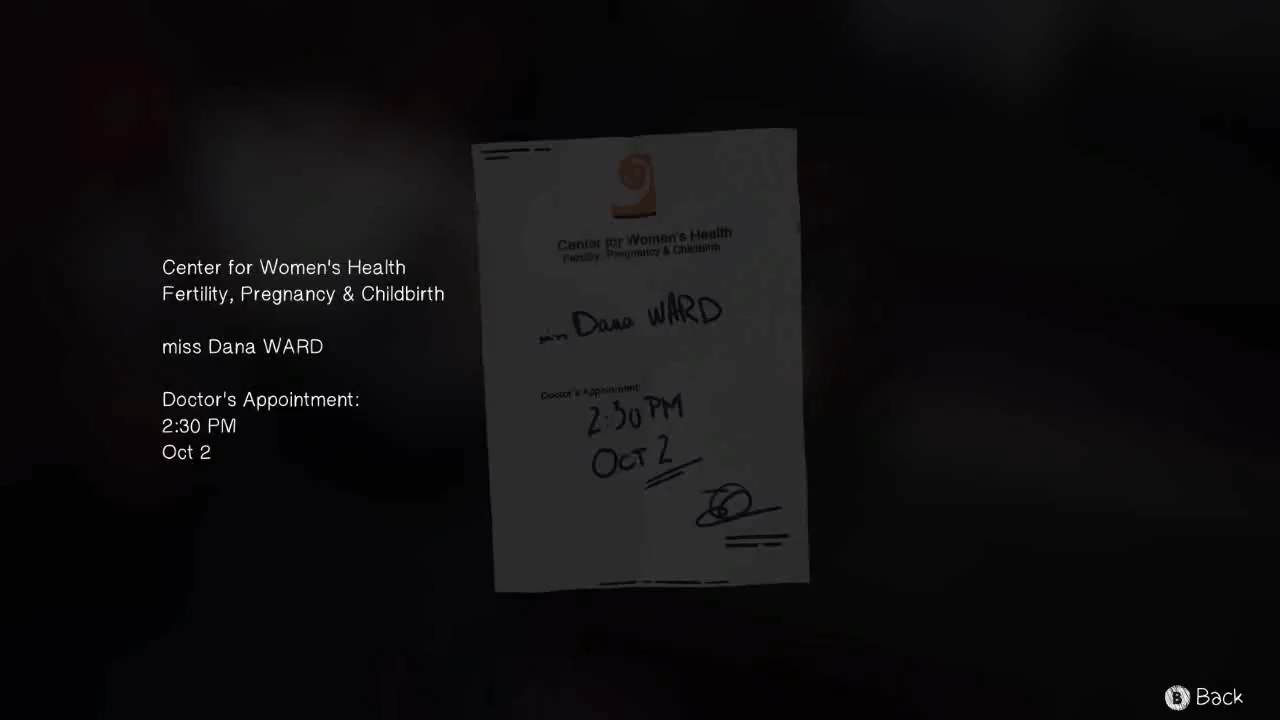 Center for Women's Health
Fertility, Pregnancy & Childbirth
miss Dana WARD
Doctor's Appointment:
2:30 PM
Oct 2
Center for Women's Health
Fertility, Pregnancy & Childbirth
miss Dana WARD
Doctor's Appointment:
2:30 PM
Oct 2
B Back